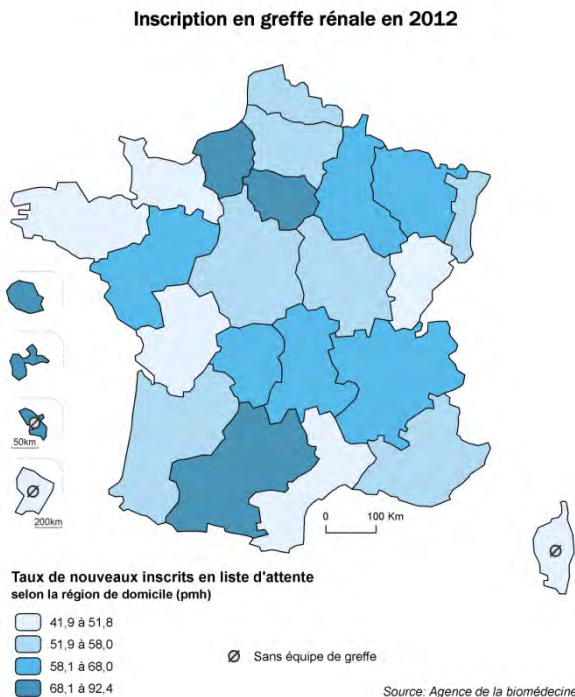 Inscription en greffe rénale en 2012
50km
200km
0 100 Km
Taux de nouveaux inscrits en liste d'attente
selon la région de domicile (pmh)
41,9 à 51,8
51,9 à 58,0
58,1 à 68,0
68,1 à 92,4
Sans équipe de greffe
Source: Agence de la biomédecine